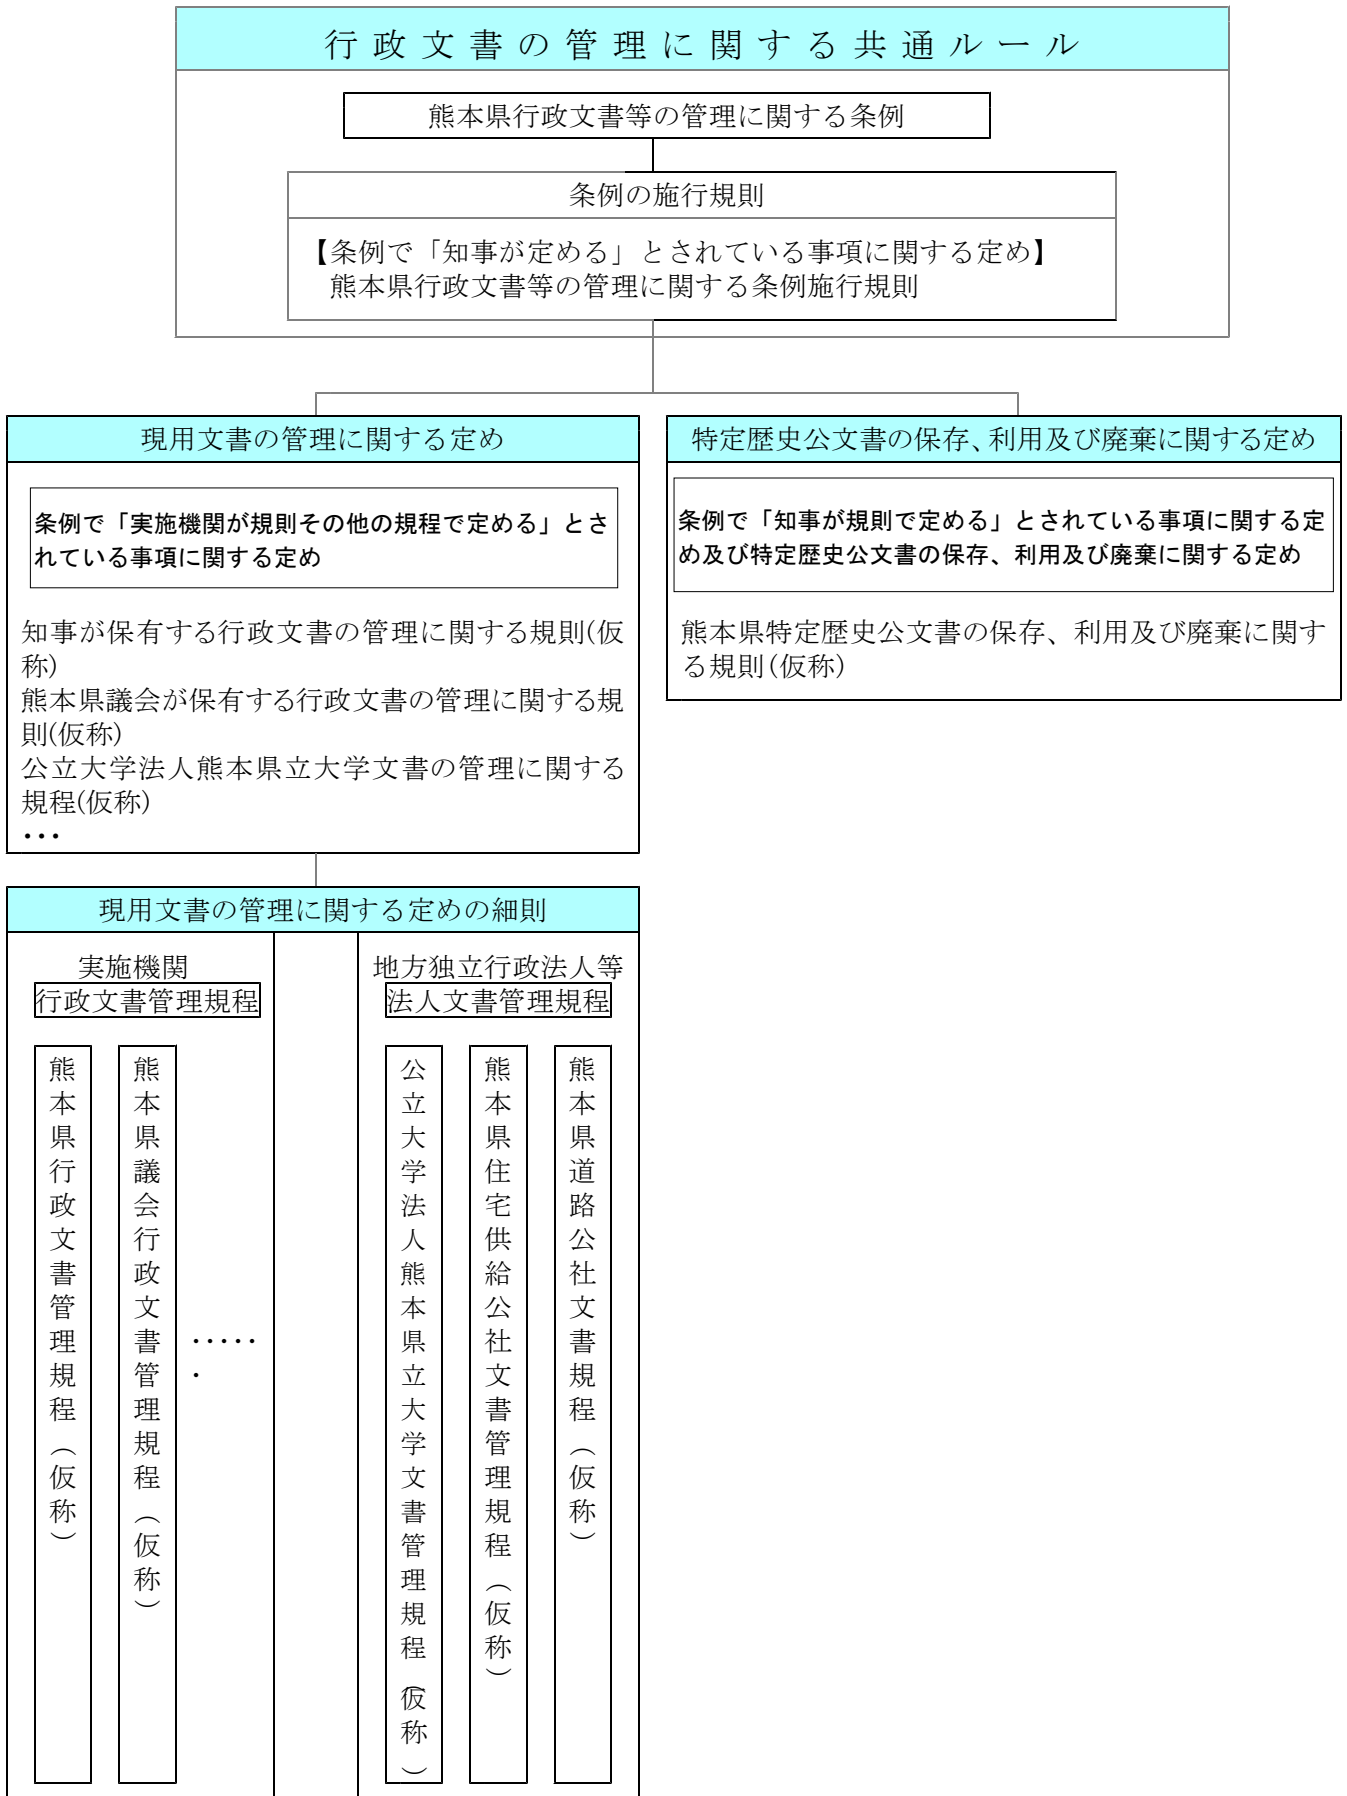 行政文書の管理に関する共通ルール
熊本県行政文書等の管理に関する条例
条例の施行規則
【条例で「知事が定める」とされている事項に関する定め】
熊本県行政文書等の管理に関する条例施行規則
現用文書の管理に関する定め
条例で「実施機関が規則その他の規程で定める」とさ
れている事項に関する定め
知事が保有する行政文書の管理に関する規則(仮
称)
熊本県議会が保有する行政文書の管理に関する規
則(仮称)
公立大学法人熊本県立大学文書の管理に関する
規程(仮称)
・・・
特定歴史公文書の保存、利用及び廃棄に関する定め
条例で「知事が規則で定める」とされている事項に関する定
め及び特定歴史公文書の保存、利用及び廃棄に関する定め
熊本県特定歴史公文書の保存、利用及び廃棄に関す
る規則(仮称)
現用文書の管理に関する定めの細則
実施機関
行政文書管理規程
熊本県行政文書管理規程（仮称）
熊本県議会行政文書管理規程（仮称）
・・・・・
・
地方独立行政法人等
法人文書管理規程
公立大学法人熊本県立大学文書管理規程（仮称）
熊本県住宅供給公社文書管理規程（仮称）
熊本県道路公社文書規程（仮称）